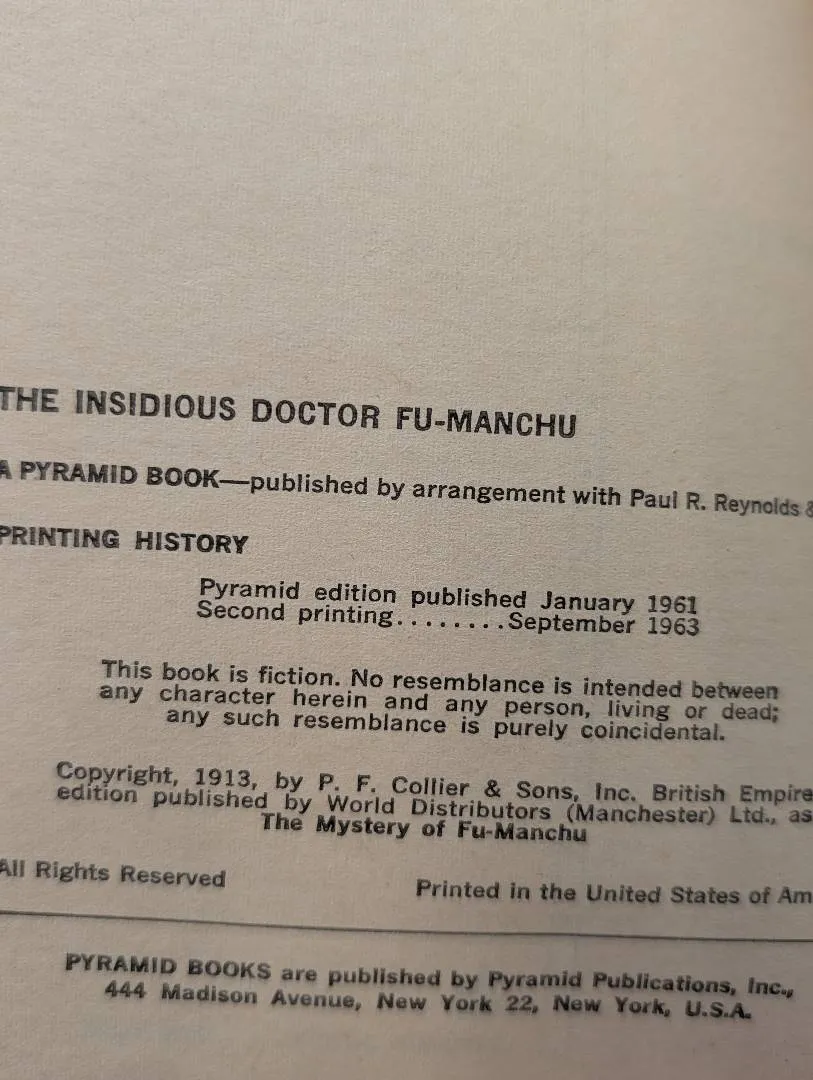 THE INSIDIOUS DOCTOR FU-MANCHU
A PYRAMID BOOK—published by arrangement with Paul R. Reynolds &
PRINTING HISTORY
Pyramid edition published January 1961
Second printing........September 1963
This book is fiction. No resemblance is intended between
any character herein and any person, living or dead;
any such resemblance is purely coincidental.
Copyright, 1913, by P. F. Collier & Sons, Inc. British Empire
edition published by World Distributors (Manchester) Ltd., as
The Mystery of Fu-Manchu
All Rights Reserved
Printed in the United States of Am
PYRAMID BOOKS are published by Pyramid Publications, Inc.,
444 Madison Avenue, New York 22, New York, U.S.A.